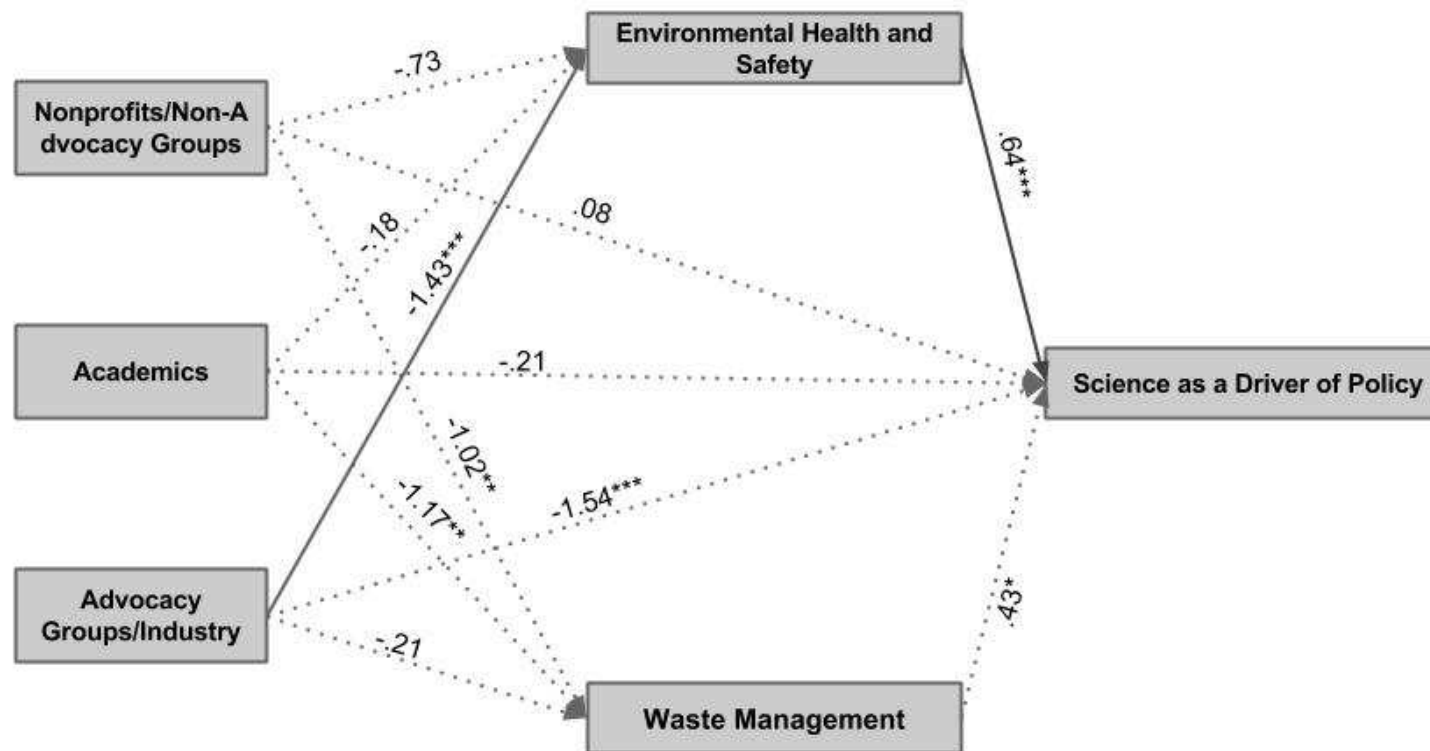 Environmental Health and
Safety
-.73
Nonprofits/Non-A
dvocacy Groups
.64***
.08
-.18
-1.43***
-.21
Academics
Science as a Driver of Policy
-1.02**
-1.17**
-1.54***
Advocacy
Groups/Industry
.43*
-.21
Waste Management